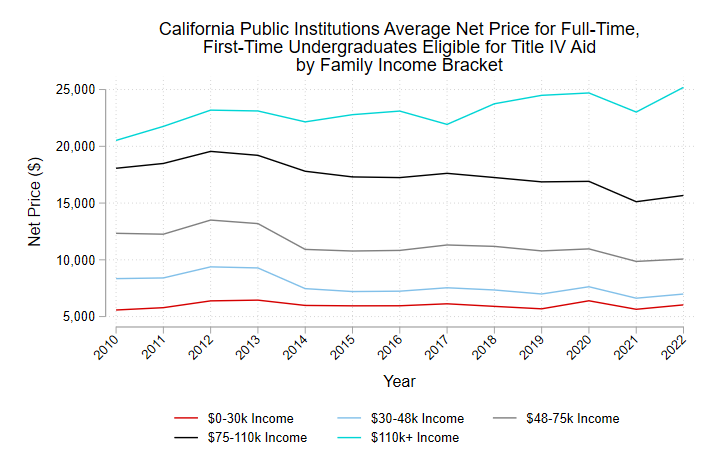 California Public Institutions Average Net Price for Full-Time,
First-Time Undergraduates Eligible for Title IV Aid
by Family Income Bracket
25,000
20,000
15,000
10,000
5,000
Net Price ($)
2010
2011
2012
2013
2014
2015
2016
2017
2018
2019
2020
2021
2022
Year
$0-30k Income
$30-48k Income
$48-75k Income
$75-110k Income
$110k+ Income